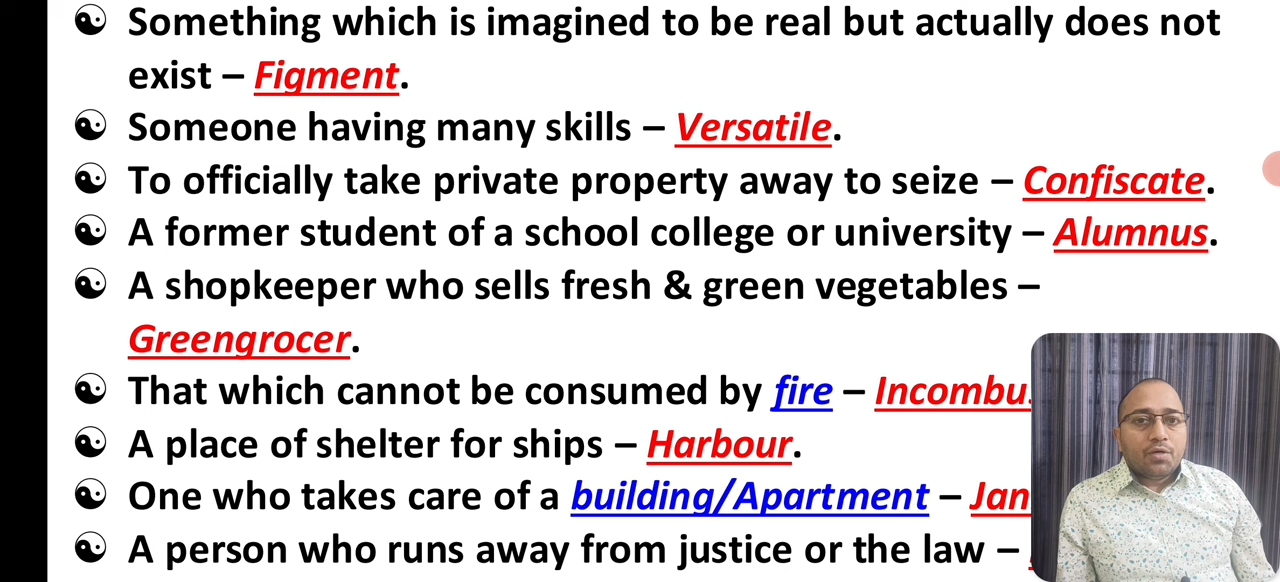 Something which is imagined to be real but actually does not
exist – Figment.
Someone having many skills – Versatile.
To officially take private property away to seize – Confiscate.
A former student of a school college or university – Alumnus.
A shopkeeper who sells fresh & green vegetables –
Greengrocer.
That which cannot be consumed by fire – Incombu
A place of shelter for ships – Harbour.
One who takes care of a building/Apartment – Jan
A person who runs away from justice or the law –